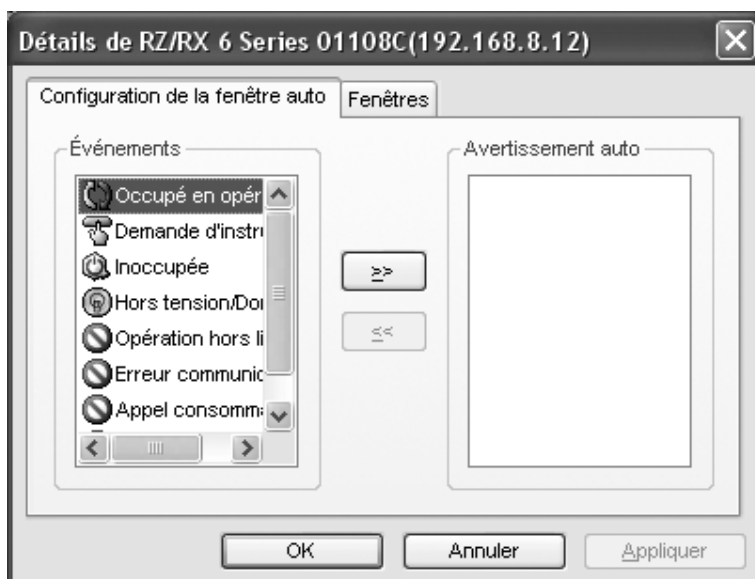 Détails de RZ/RX 6 Series 01108C(192.168.8.12)
Configuration de la fenêtre auto
Fenêtres
Événements
Avertissement auto
Occupé en opér
Demande d'instr
Inoccupée
Hors tension/Dor
Opération hors li
Erreur communic
Appel consomm
>>
<<
OK
Annuler
Appliquer